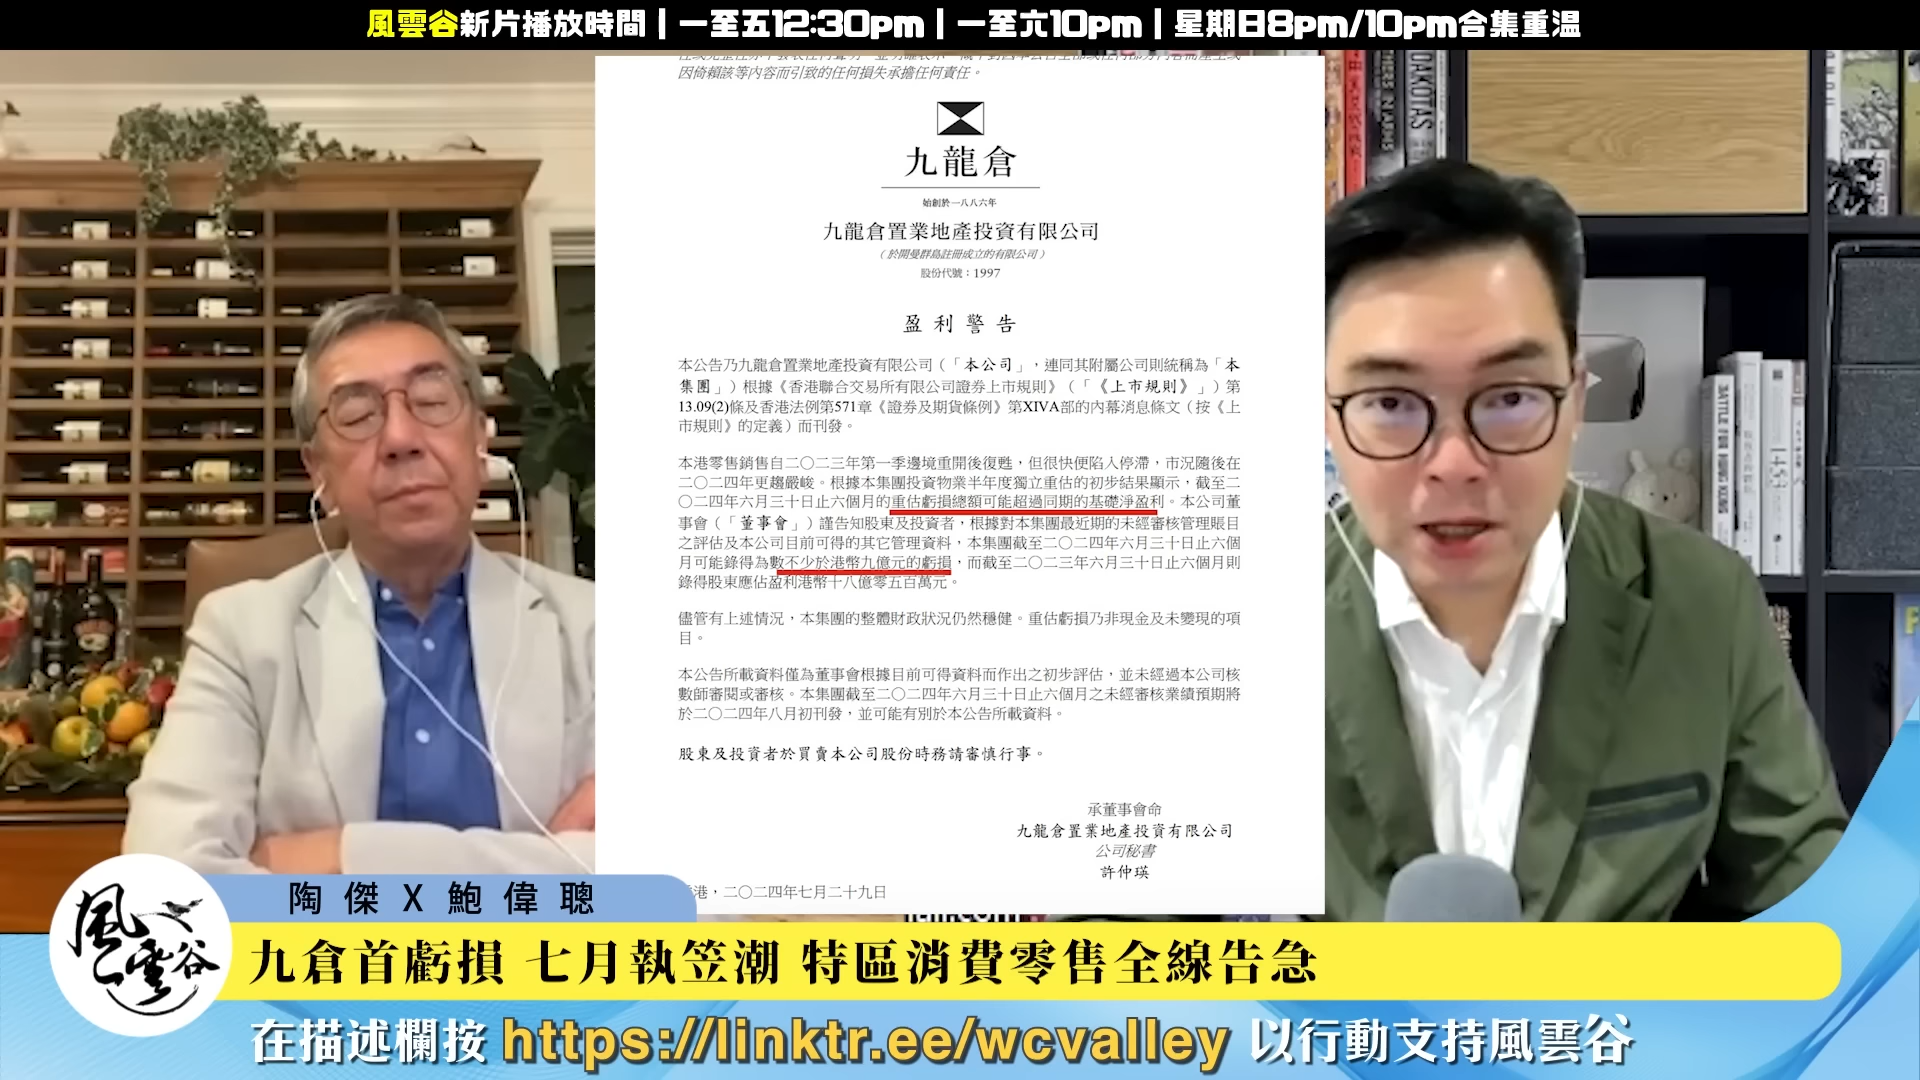 風雲谷新片播放時間 | 一至五12:30pm | 一至六10pm | 星期日8pm/10pm合集重溫
因倚賴該等內容而引致的任何損失承擔任何責任。
九龍倉
始創於一八八六年
九龍倉置業地產投資有限公司
（於開曼群島註冊成立的有限公司）
股份代號：1997
盈利警告
本公告乃九龍倉置業地產投資有限公司（「本公司」，連同其附屬公司則統稱為「本
集團」）根據《香港聯合交易所有限公司證券上市規則》（「《上市規則》」）第
13.09(2)條及香港法例第571章《證券及期貨條例》第XIVA部的內幕消息條文（按《上
市規則》的定義）而刊發。
本港零售銷售自二〇二三年第一季邊境重開後復甦，但很快便陷入停滯，市況隨後在
二〇二四年更趨嚴峻。根據本集團投資物業半年度獨立重估的初步結果顯示，截至二
〇二四年六月三十日止六個月的重估虧損總額可能超過同期的基礎淨盈利。本公司董
事會（「董事會」）謹告知股東及投資者，根據對本集團最近期的未經審核管理賬目
之評估及本公司目前可得的其它管理資料，本集團截至二〇二四年六月三十日止六個
月可能錄得為數不少於港幣九億元的虧損，而截至二〇二三年六月三十日止六個月則
錄得股東應佔盈利港幣十八億零五百萬元。
儘管有上述情況，本集團的整體財政狀況仍然穩健。重估虧損乃非現金及未變現的項
目。
本公告所載資料僅為董事會根據目前可得資料而作出之初步評估，並未經過本公司核
數師審閱或審核。本集團截至二〇二四年六月三十日止六個月之未經審核業績預期將
於二〇二四年八月初刊發，並可能有別於本公告所載資料。
股東及投資者於買賣本公司股份時務請審慎行事。
承董事會命
九龍倉置業地產投資有限公司
公司秘書
許仲瑛
港，二〇二四年七月二十九日
DAKOTAS
BATTLE FOR HONG KONG
陶傑 X 鮑偉聰
風雲谷
九倉首虧損 七月執笠潮 特區消費零售全線告急
在描述欄按 https://linktr.ee/wcvalley 以行動支持風雲谷